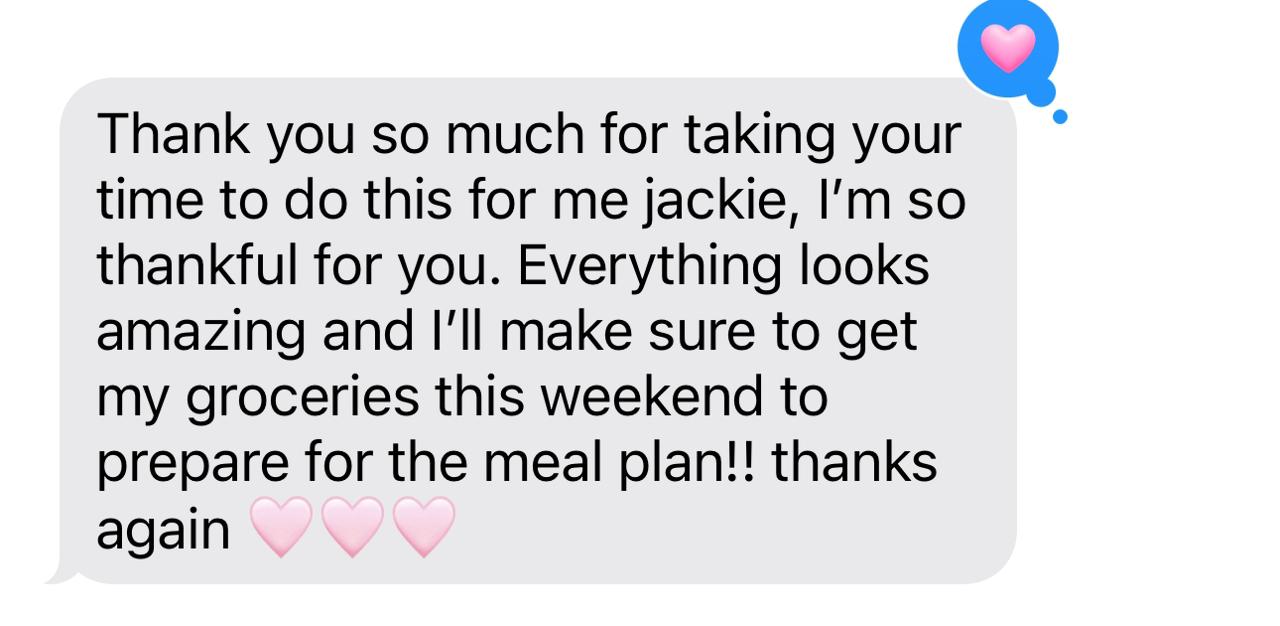 Thank you so much for taking your
time to do this for me jackie, I’m so
thankful for you. Everything looks
amazing and I’ll make sure to get
my groceries this weekend to
prepare for the meal plan!! thanks
again 🩷🩷🩷